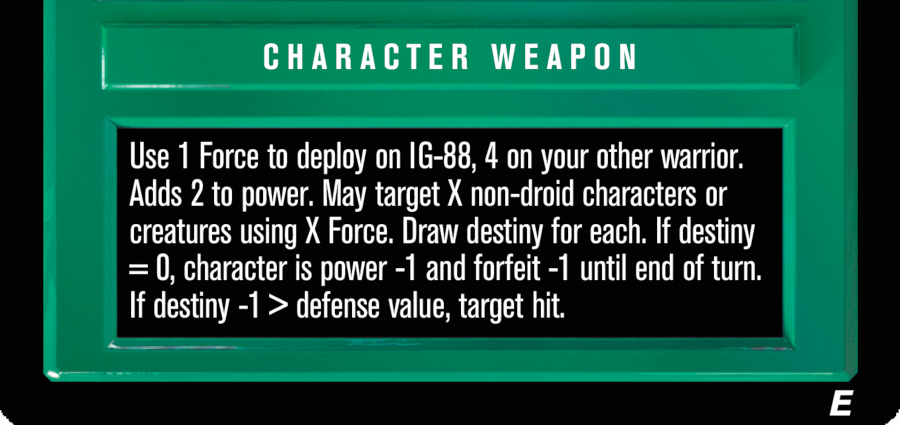 CHARACTER WEAPON
Use 1 Force to deploy on IG-88, 4 on your other warrior.
Adds 2 to power. May target X non-droid characters or
creatures using X Force. Draw destiny for each. If destiny
= 0, character is power -1 and forfeit -1 until end of turn.
If destiny -1 > defense value, target hit.
E